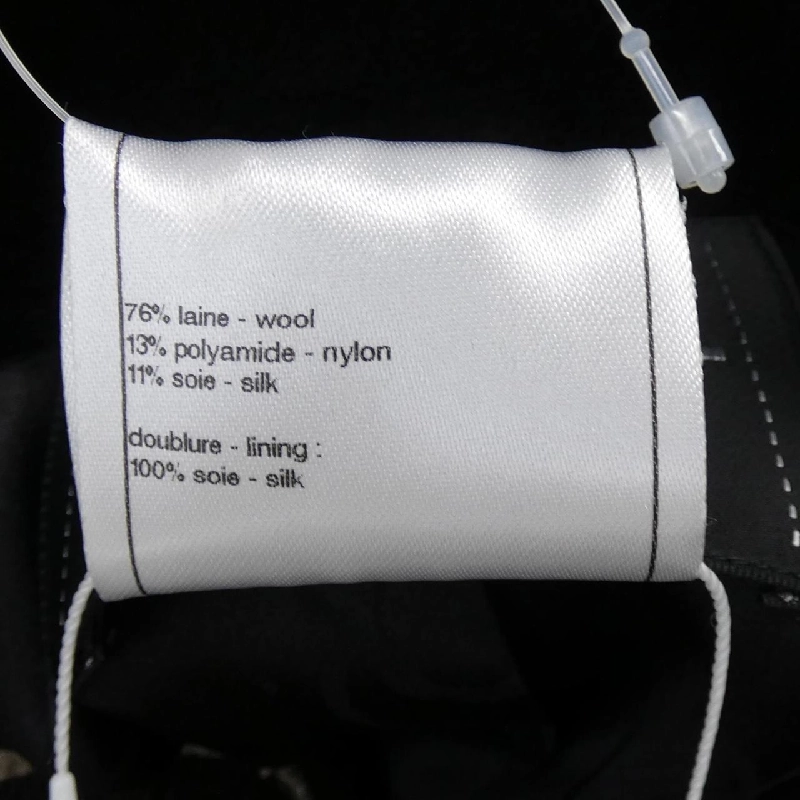 76% laine - wool
13% polyamide - nylon
11% soie - silk
doublure - lining :
100% soie - silk